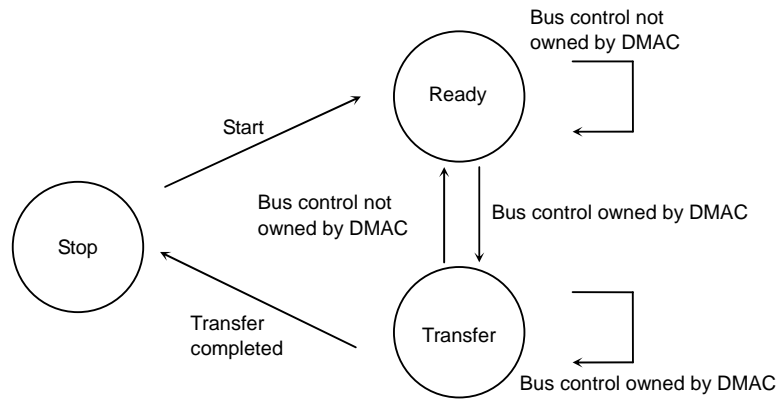 Bus control not
owned by DMAC
Ready
Start
Bus control not
owned by DMAC
Bus control owned by DMAC
Stop
Transfer
completed
Transfer
Bus control owned by DMAC